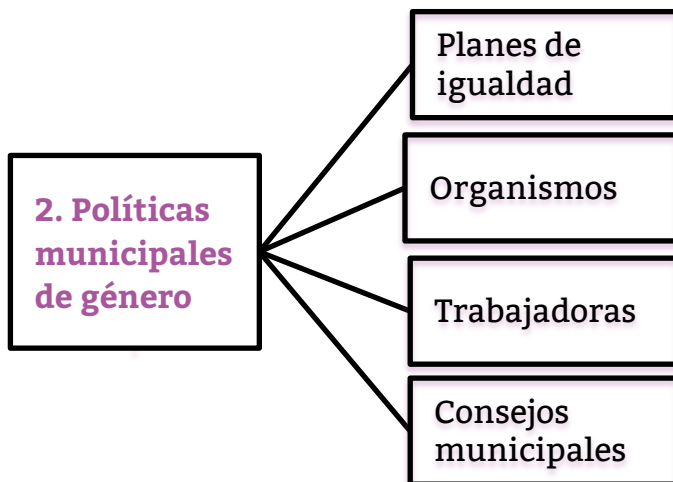 Planes de
igualdad
2. Políticas
municipales
de género
Organismos
Trabajadoras
Consejos
municipales